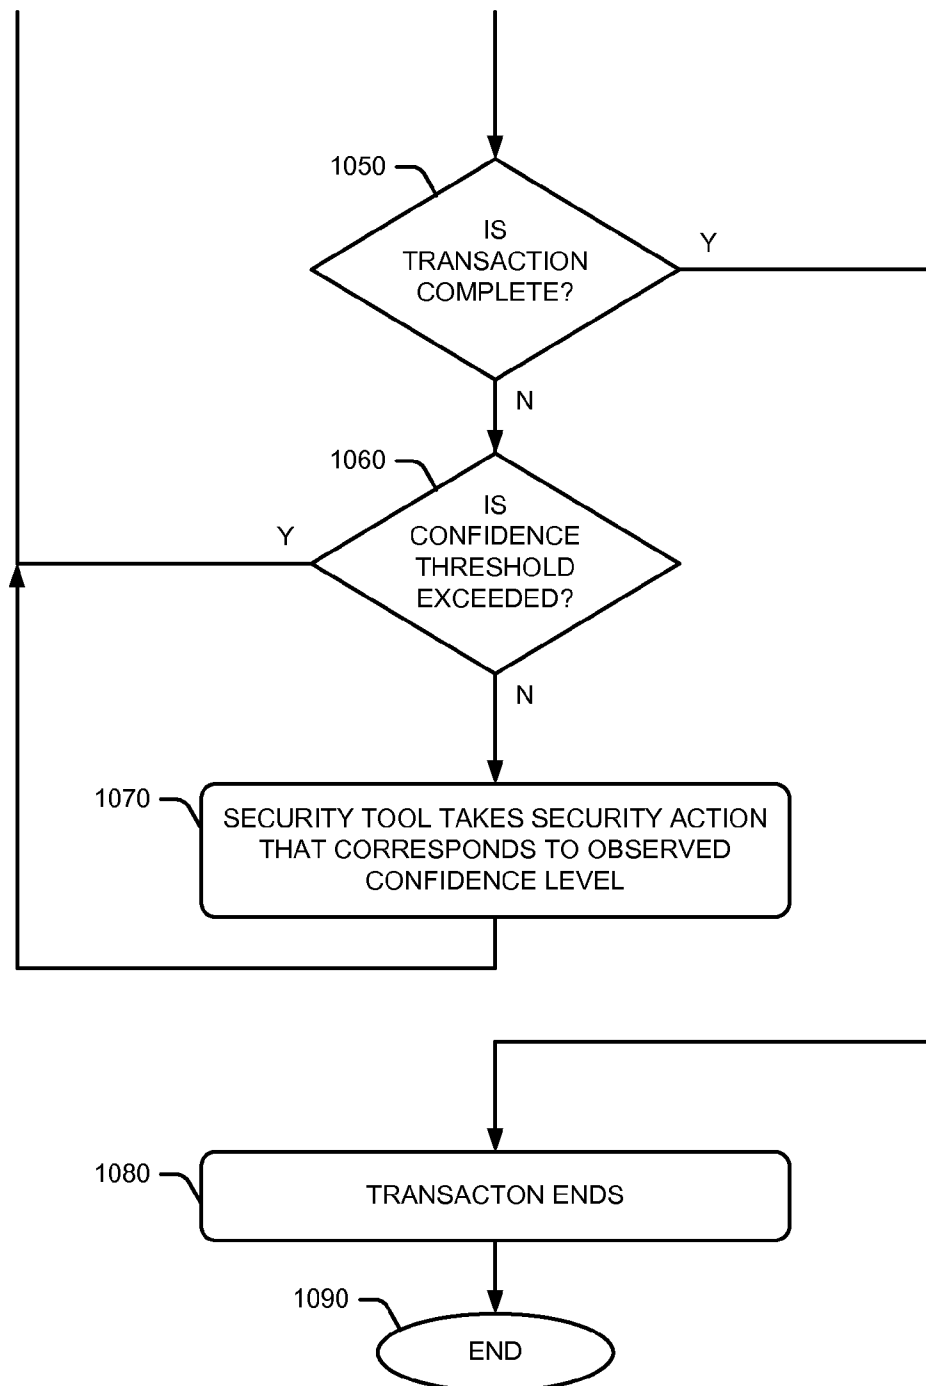 1050
IS
TRANSACTION
COMPLETE?
Y
N
1060
IS
CONFIDENCE
THRESHOLD
EXCEEDED?
Y
N
1070
SECURITY TOOL TAKES SECURITY ACTION
THAT CORRESPONDS TO OBSERVED
CONFIDENCE LEVEL
1080
TRANSACTON ENDS
1090
END